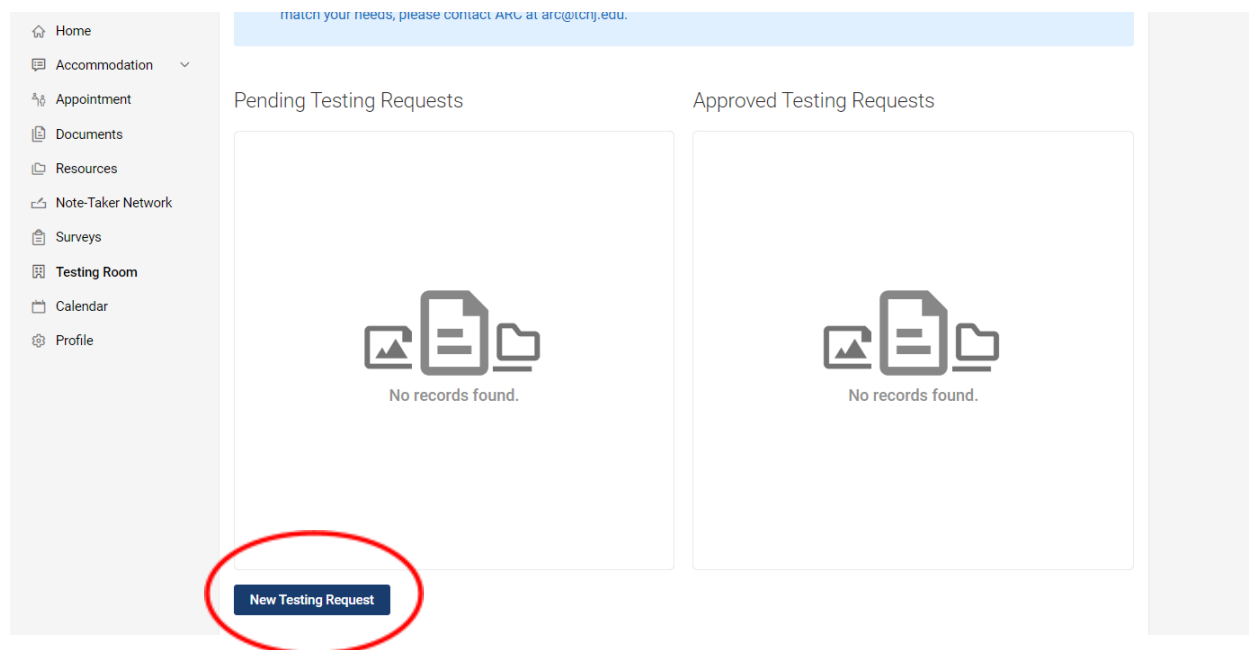 match your needs, please contact ARC at arc@tcnj.edu.
Home
Accommodation
Appointment
Documents
Resources
Note-Taker Network
Surveys
Testing Room
Calendar
Profile
Pending Testing Requests
Approved Testing Requests
No records found.
No records found.
New Testing Request